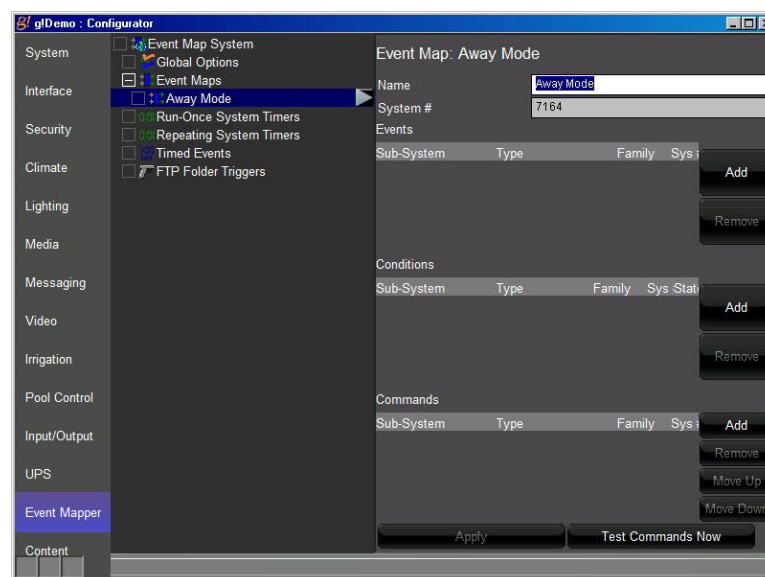 g! g!Demo : Configurator
System
Interface
Security
Climate
Lighting
Media
Messaging
Video
Irrigation
Pool Control
Input/Output
UPS
Event Mapper
Content
Event Map System
Global Options
Event Maps
Away Mode
Run-Once System Timers
Repeating System Timers
Timed Events
FTP Folder Triggers
Event Map: Away Mode
Name Away Mode
System # 7164
Events
Sub-System Type Family Sys #
Add
Remove
Conditions
Sub-System Type Family Sys Stat
Add
Remove
Commands
Sub-System Type Family Sys #
Add
Remove
Move Up
Move Down
Apply Test Commands Now